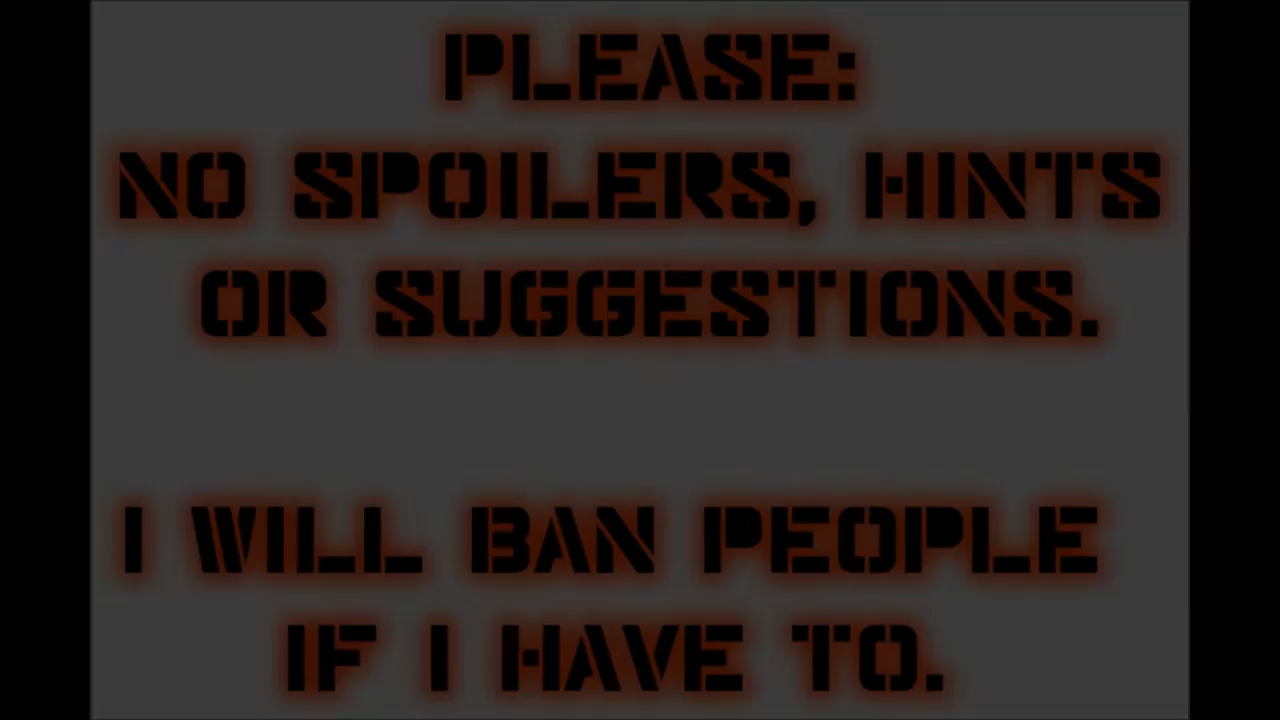 PLEASE:
NO SPOILERS, HINTS
OR SUGGESTIONS.
I WILL BAN PEOPLE
IF I HAVE TO.